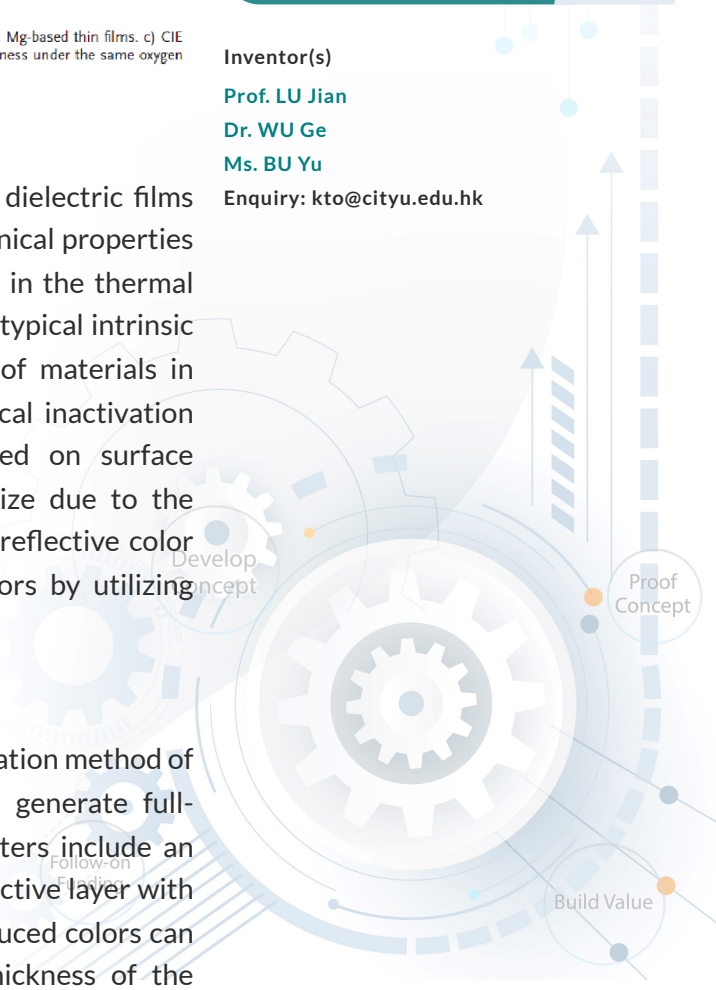 Mg-based thin films. c) CIE
ness under the same oxygen
dielectric films
nical properties
in the thermal
typical intrinsic
of materials in
cal inactivation
ed on surface
ize due to the
reflective color
ors by utilizing
ation method of
generate full-
ters include an
ctive layer with
uced colors can
hickness of the
Inventor(s)
Prof. LU Jian
Dr. WU Ge
Ms. BU Yu
Enquiry: kto@cityu.edu.hk
Develop
Concept
Proof
Concept
Follow-on
Funding
Build Value